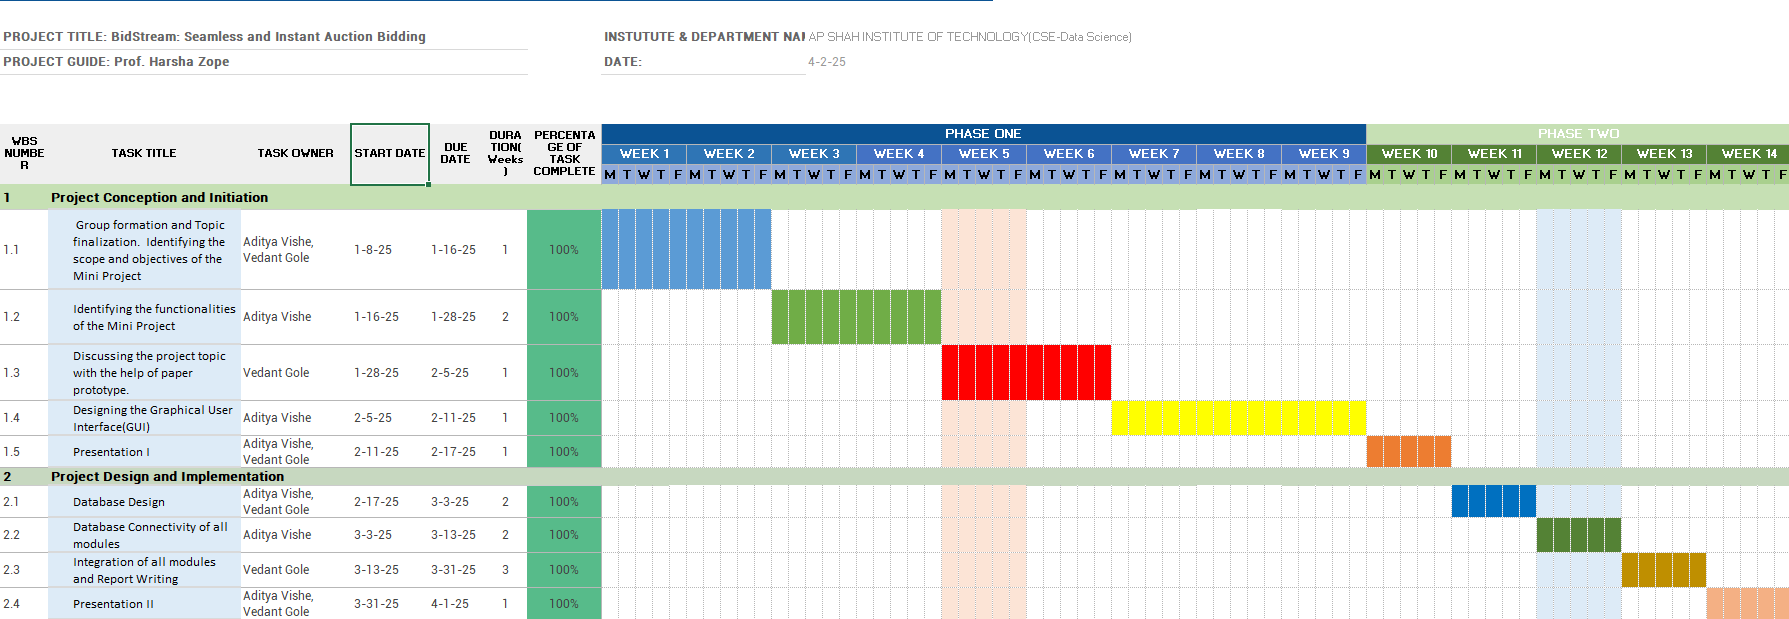 PROJECT TITLE: BidStream: Seamless and Instant Auction Bidding
INSTUTUTE & DEPARTMENT NAI AP SHAH INSTITUTE OF TECHNOLOGY(CSE-Data Science)
PROJECT GUIDE: Prof. Harsha Zope
DATE: 4-2-25
WBS NUMBE R
TASK TITLE
TASK OWNER
START DATE
DUE DATE
DURA TION( Weeks )
PERCENTA GE OF TASK COMPLETE
PHASE ONE
PHASE TWO
WEEK 1 WEEK 2 WEEK 3 WEEK 4 WEEK 5 WEEK 6 WEEK 7 WEEK 8 WEEK 9 WEEK 10 WEEK 11 WEEK 12 WEEK 13 WEEK 14
M T W T F M T W T F M T W T F M T W T F M T W T F M T W T F M T W T F M T W T F M T W T F M T W T F M T W T F M T W T F M T W T F M T W T F
1 Project Conception and Initiation
1.1
Group formation and Topic
finalization. Identifying the
scope and objectives of the
Mini Project
Aditya Vishe,
Vedant Gole
1-8-25 1-16-25 1 100%
1.2
Identifying the functionalities
of the Mini Project
Aditya Vishe 1-16-25 1-28-25 2 100%
1.3
Discussing the project topic
with the help of paper
prototype.
Vedant Gole 1-28-25 2-5-25 1 100%
1.4
Designing the Graphical User
Interface(GUI)
Aditya Vishe 2-5-25 2-11-25 1 100%
1.5 Presentation I
Aditya Vishe,
Vedant Gole
2-11-25 2-17-25 1 100%
2 Project Design and Implementation
2.1 Database Design
Aditya Vishe,
Vedant Gole
2-17-25 3-3-25 2 100%
2.2
Database Connectivity of all
modules
Aditya Vishe 3-3-25 3-13-25 2 100%
2.3
Integration of all modules
and Report Writing
Vedant Gole 3-13-25 3-31-25 3 100%
2.4 Presentation II
Aditya Vishe,
Vedant Gole
3-31-25 4-1-25 1 100%